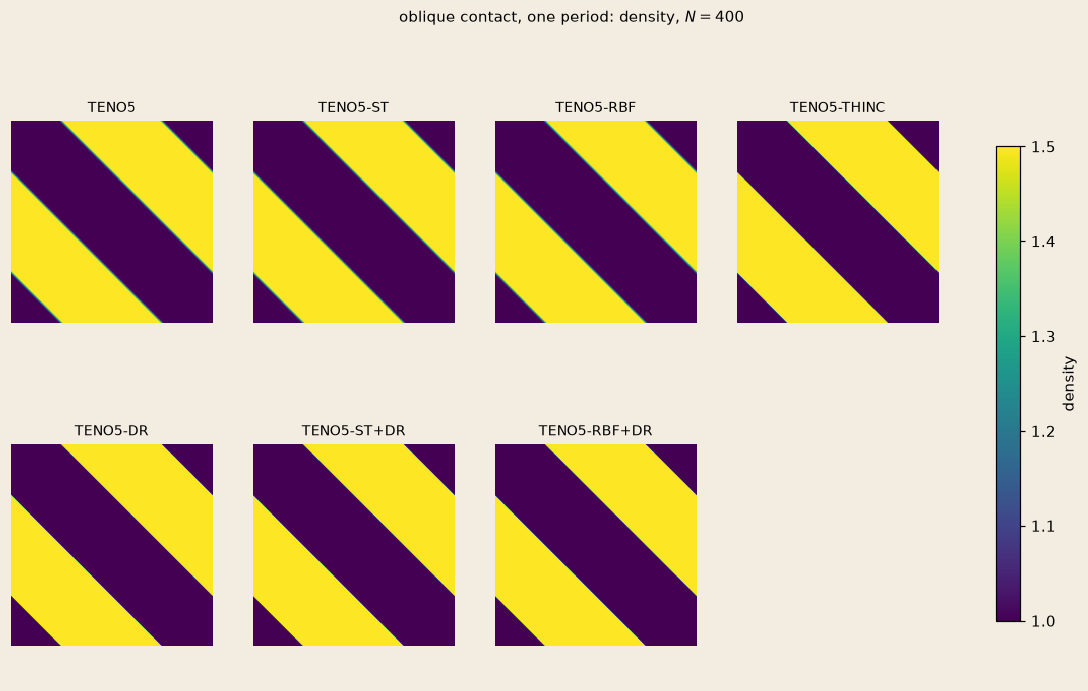 oblique contact, one period: density, N = 400
TENO5
TENO5-ST
TENO5-RBF
TENO5-THINC
TENO5-DR
TENO5-ST+DR
TENO5-RBF+DR
1.5
1.4
1.3
1.2
1.1
1.0
density